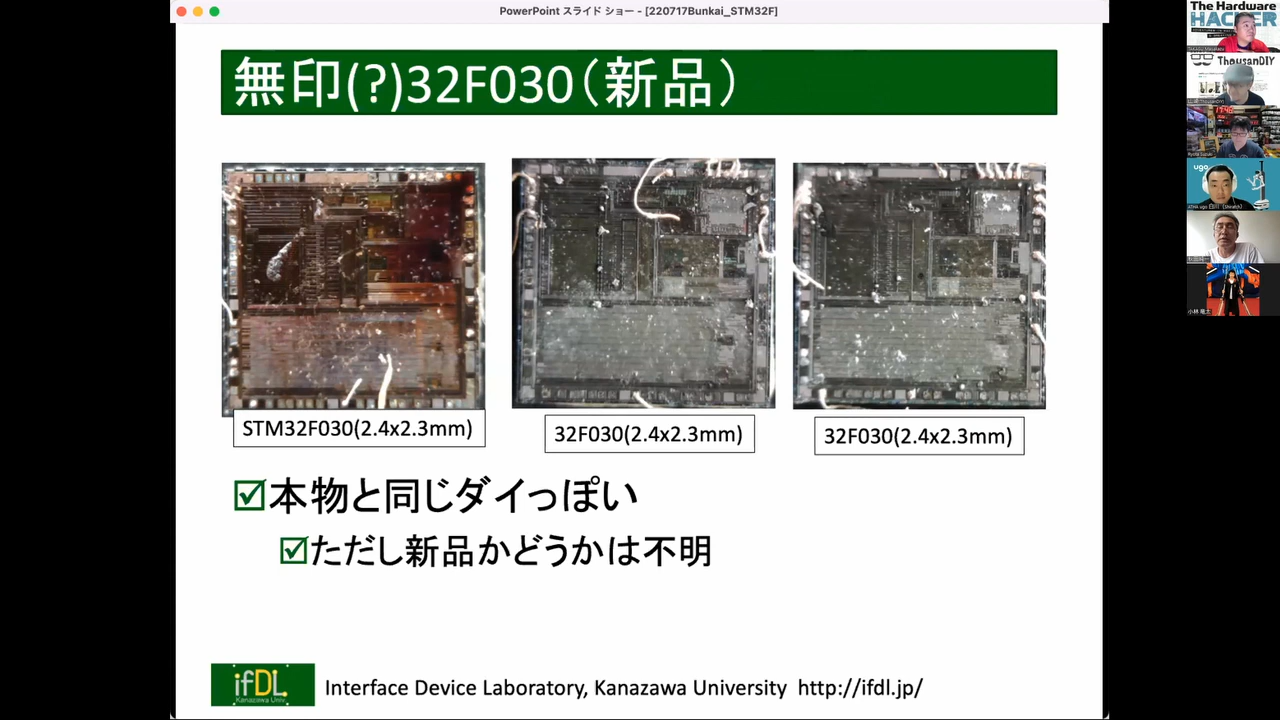 PowerPoint スライド ショー - [220717Bunkai_STM32F]
無印(?)32F030(新品)
STM32F030(2.4x2.3mm)
32F030(2.4x2.3mm)
32F030(2.4x2.3mm)
本物と同じダイっぽい
ただし新品かどうかは不明
ifDL
Kanazawa Univ.
Interface Device Laboratory, Kanazawa University http://ifdl.jp/
The Hardware
HACKER
ThousanDIY
ugo
小林 竜太